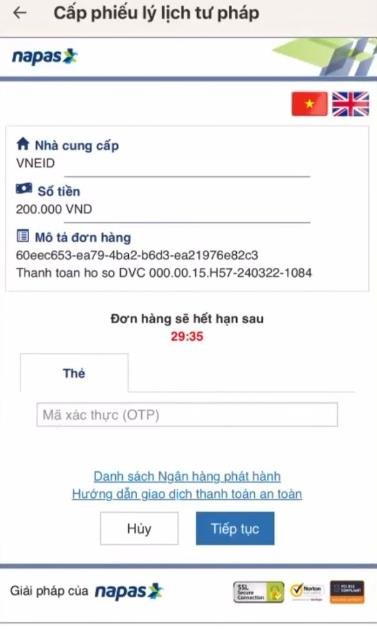 Cấp phiếu lý lịch tư pháp
napas
Nhà cung cấp
VNEID
Số tiền
200.000 VND
Mô tả đơn hàng
60eec653-ea79-4ba2-b6d3-ea21976e82c3
Thanh toan ho so DVC 000.00.15.H57-240322-1084
Đơn hàng sẽ hết hạn sau
29:35
Thẻ
Mã xác thực (OTP)
Danh sách Ngân hàng phát hành
Hướng dẫn giao dịch thanh toán an toàn
Hủy
Tiếp tục
Giải pháp của napas
SSL
Secure
Connection
Norton